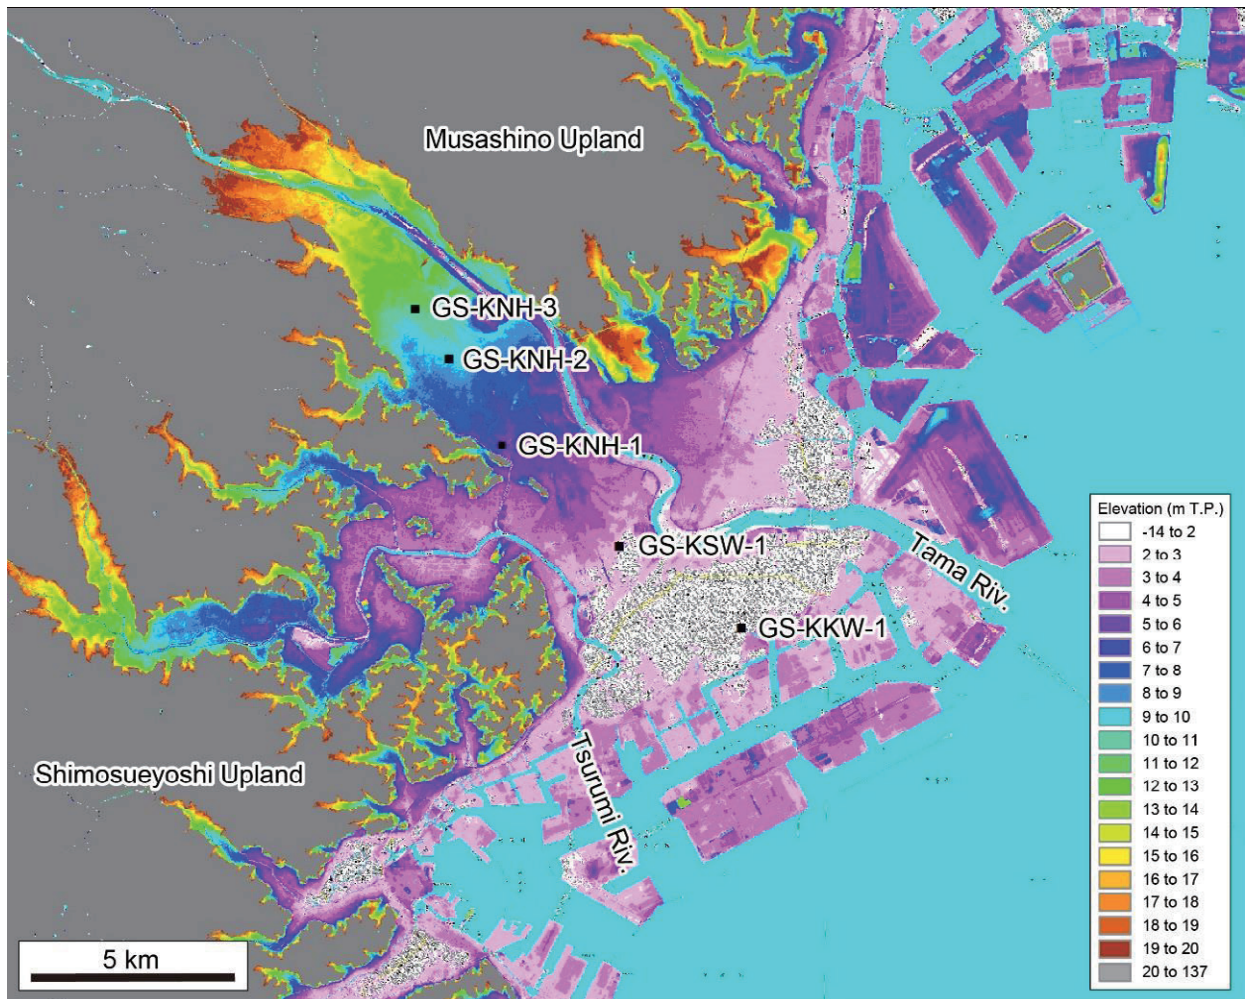 Musashino Upland
GS-KNH-3
GS-KNH-2
GS-KNH-1
GS-KSW-1
Tama Riv.
GS-KKW-1
Shimosueyoshi Upland
Tsurumi Riv.
5 km
Elevation (m T.P.)
-14 to 2
2 to 3
3 to 4
4 to 5
5 to 6
6 to 7
7 to 8
8 to 9
9 to 10
10 to 11
11 to 12
12 to 13
13 to 14
14 to 15
15 to 16
16 to 17
17 to 18
18 to 19
19 to 20
20 to 137